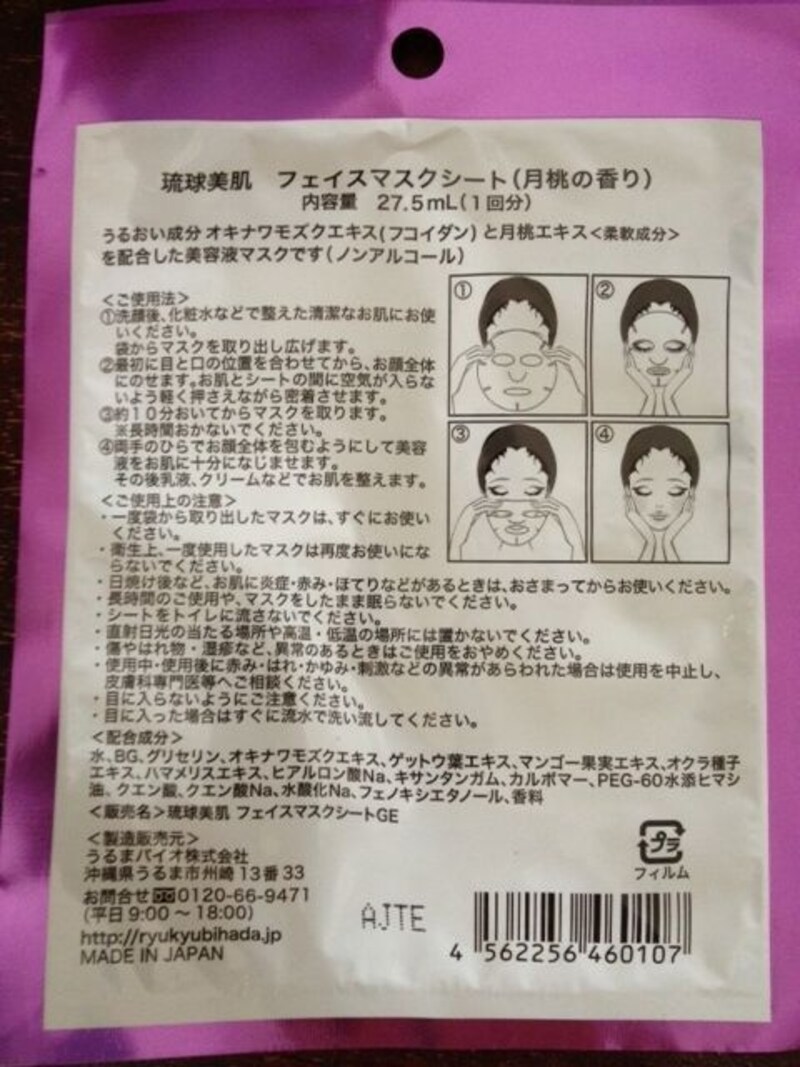 琉球美肌　フェイスマスクシート(月桃の香り)
内容量　27.5mL(1回分)
うるおい成分 オキナワモズクエキス(フコイダン)と月桃エキス<柔軟成分>
を配合した美容液マスクです(ノンアルコール)
<ご使用法>
①洗顔後、化粧水などで整えた清潔なお肌にお使
いください。
袋からマスクを取り出し広げます。
②最初に目と口の位置を合わせてから、お顔全体
にのせます。お肌とシートの間に空気が入らな
いよう軽く押さえながら密着させます。
③約10分おいてからマスクを取ります。
※長時間おかないでください。
④両手のひらでお顔全体を包むようにして美容
液をお肌に十分になじませます。
その後乳液、クリームなどでお肌を整えます。
①
②
③
④
<ご使用上の注意>
・一度袋から取り出したマスクは、すぐにお使い
ください。
・衛生上、一度使用したマスクは再度お使いにな
らないでください。
・日焼け後など、お肌に炎症・赤み・ほてりなどがあるときは、おさまってからお使いください。
・長時間のご使用や、マスクをしたまま眠らないでください。
・シートをトイレに流さないでください。
・直射日光の当たる場所や高温・低温の場所には置かないでください。
・傷やはれ物・湿疹など、異常のあるときはご使用をおやめください。
・使用中・使用後に赤み・はれ・かゆみ・刺激などの異常があらわれた場合は使用を中止し、
皮膚科専門医等へご相談ください。
・目に入らないようにご注意ください。
・目に入った場合はすぐに流水で洗い流してください。
<配合成分>
水、BG、グリセリン、オキナワモズクエキス、ゲットウ葉エキス、マンゴー果実エキス、オクラ種子
エキス、ハマメリスエキス、ヒアルロン酸Na、キサンタンガム、カルボマー、PEG-60水添ヒマシ
油、クエン酸、クエン酸Na、水酸化Na、フェノキシエタノール、香料
<販売名>琉球美肌 フェイスマスクシートGE
<製造販売元>
うるまバイオ株式会社
沖縄県うるま市州崎13番33
お問合せ 0120-66-9471
(平日9:00～18:00)
http://ryukyubihada.jp
MADE IN JAPAN
AJTE
プラ
フィルム
4 562256 460107